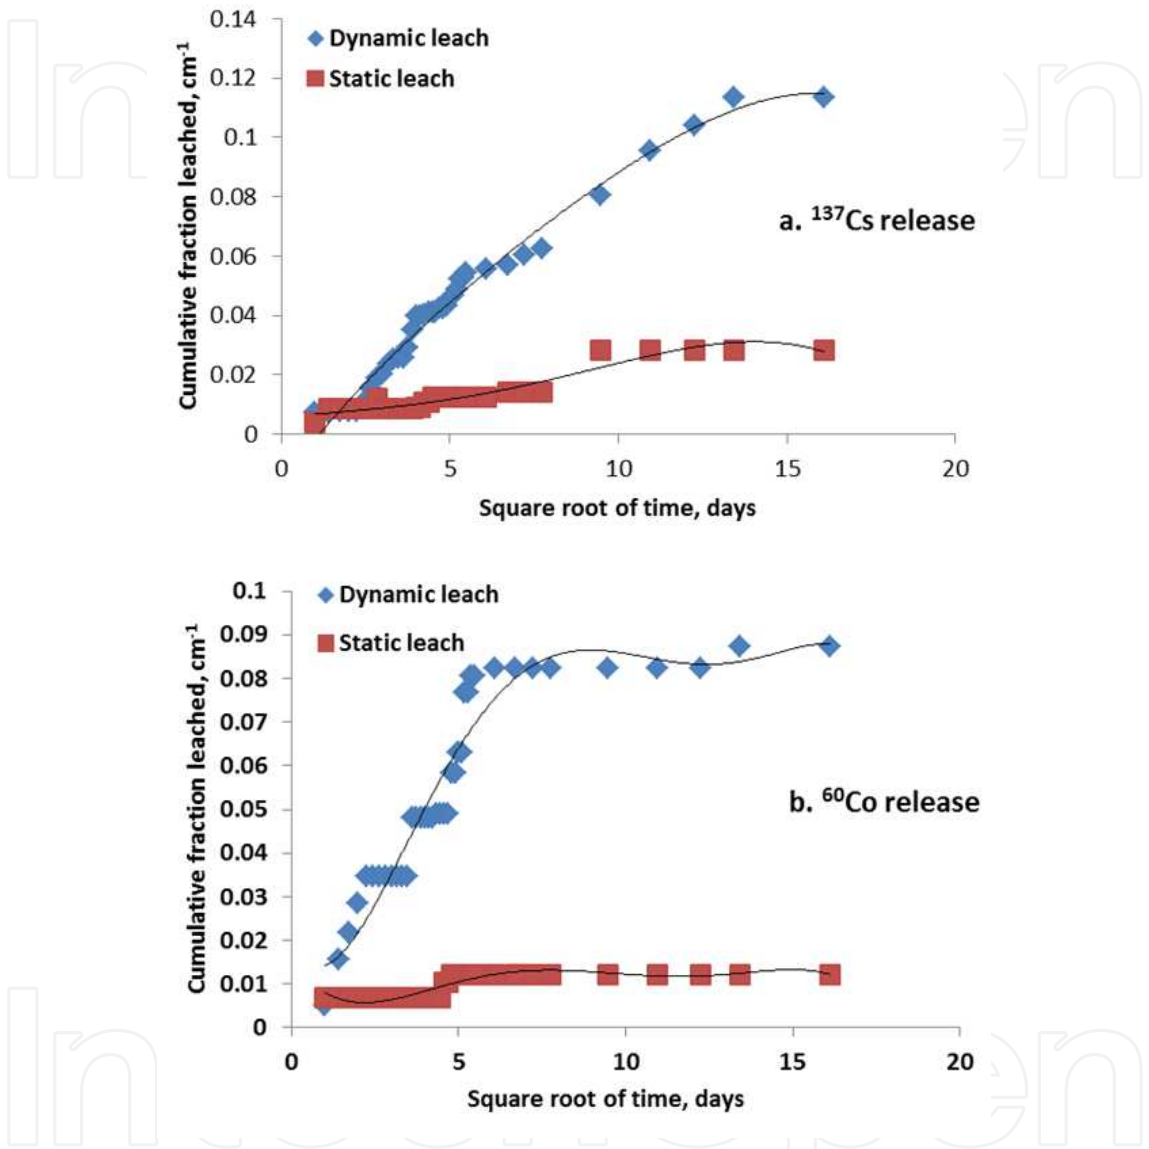 0.14
Dynamic leach
0.12
Static leach
0.1
0.08
a. ¹³⁷Cs release
0.06
0.04
0.02
0
Cumulative fraction leached, cm⁻¹
0 5 10 15 20
Square root of time, days
0.1
Dynamic leach
0.09
Static leach
0.08
0.07
0.06
b. ⁶⁰Co release
0.05
0.04
0.03
0.02
0.01
0
Cumulative fraction leached, cm⁻¹
0 5 10 15 20
Square root of time, days